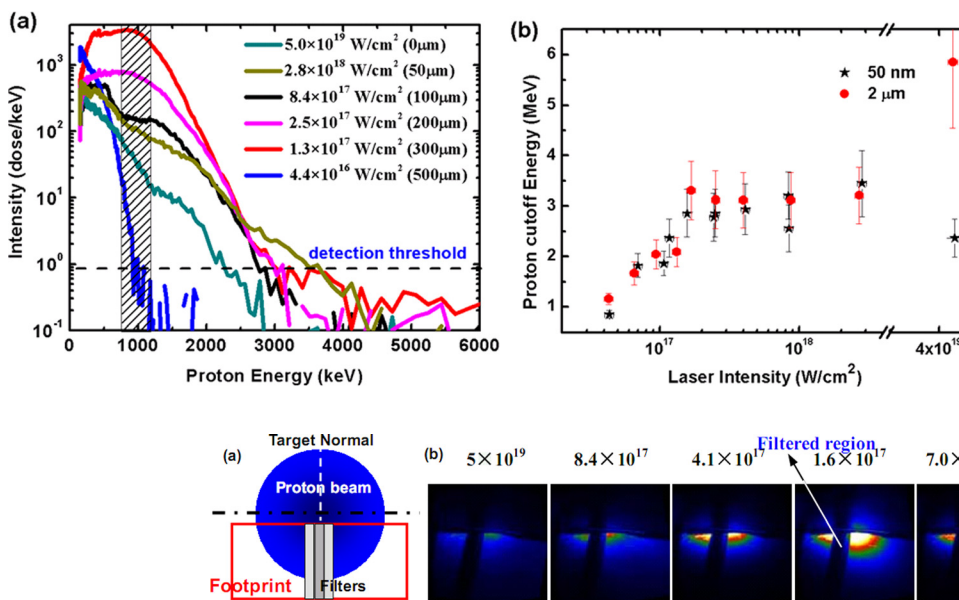 (a)
Intensity (dose/keV)
10³
10²
10¹
10⁰
10⁻¹
5.0×10¹⁹ W/cm² (0μm)
2.8×10¹⁸ W/cm² (50μm)
8.4×10¹⁷ W/cm² (100μm)
2.5×10¹⁷ W/cm² (200μm)
1.3×10¹⁷ W/cm² (300μm)
4.4×10¹⁶ W/cm² (500μm)
detection threshold
0 1000 2000 3000 4000 5000 6000
Proton Energy (keV)
(b)
Proton cutoff Energy (MeV)
6
5
4
3
2
1
50 nm
2 μm
10¹⁷ 10¹⁸ 4x10¹⁹
Laser Intensity (W/cm²)
(a)
Target Normal
Proton beam
Footprint
Filters
(b)
Filtered region
5×10¹⁹ 8.4×10¹⁷ 4.1×10¹⁷ 1.6×10¹⁷ 7.0×